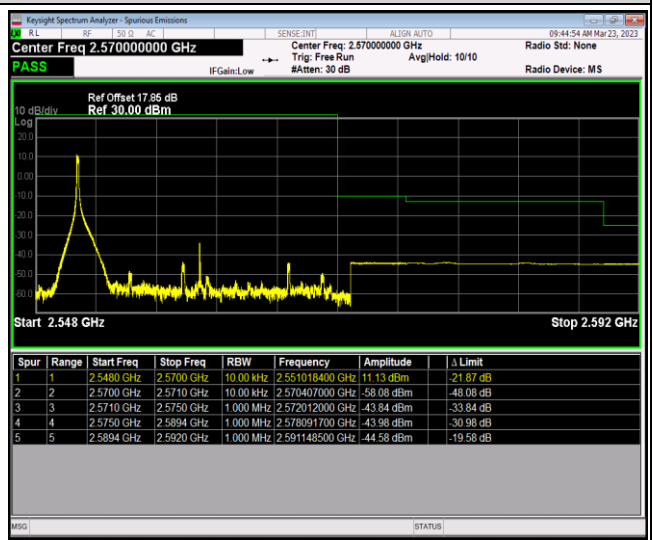 Keysight Spectrum Analyzer - Spurious Emissions
RL RF 50 Ω AC SENSE:INT ALIGN AUTO 09:44:54 AM Mar 23, 2023
Center Freq 2.570000000 GHz Center Freq: 2.570000000 GHz Radio Std: None
Trig: Free Run Avg|Hold: 10/10
PASS IFGain:Low #Atten: 30 dB Radio Device: MS
Ref Offset 17.85 dB
10 dB/div Ref 30.00 dBm
Log
20.0
10.0
0.00
-10.0
-20.0
-30.0
-40.0
-50.0
-60.0
Start 2.548 GHz Stop 2.592 GHz
Spur Range Start Freq Stop Freq RBW Frequency Amplitude Δ Limit
1 1 2.5480 GHz 2.5700 GHz 10.00 kHz 2.551018400 GHz 11.13 dBm -21.87 dB
2 2 2.5700 GHz 2.5710 GHz 10.00 kHz 2.570407000 GHz -58.08 dBm -48.08 dB
3 3 2.5710 GHz 2.5750 GHz 1.000 MHz 2.572012000 GHz -43.84 dBm -33.84 dB
4 4 2.5750 GHz 2.5894 GHz 1.000 MHz 2.578091700 GHz -43.98 dBm -30.98 dB
5 5 2.5894 GHz 2.5920 GHz 1.000 MHz 2.591148500 GHz -44.58 dBm -19.58 dB
MSG STATUS